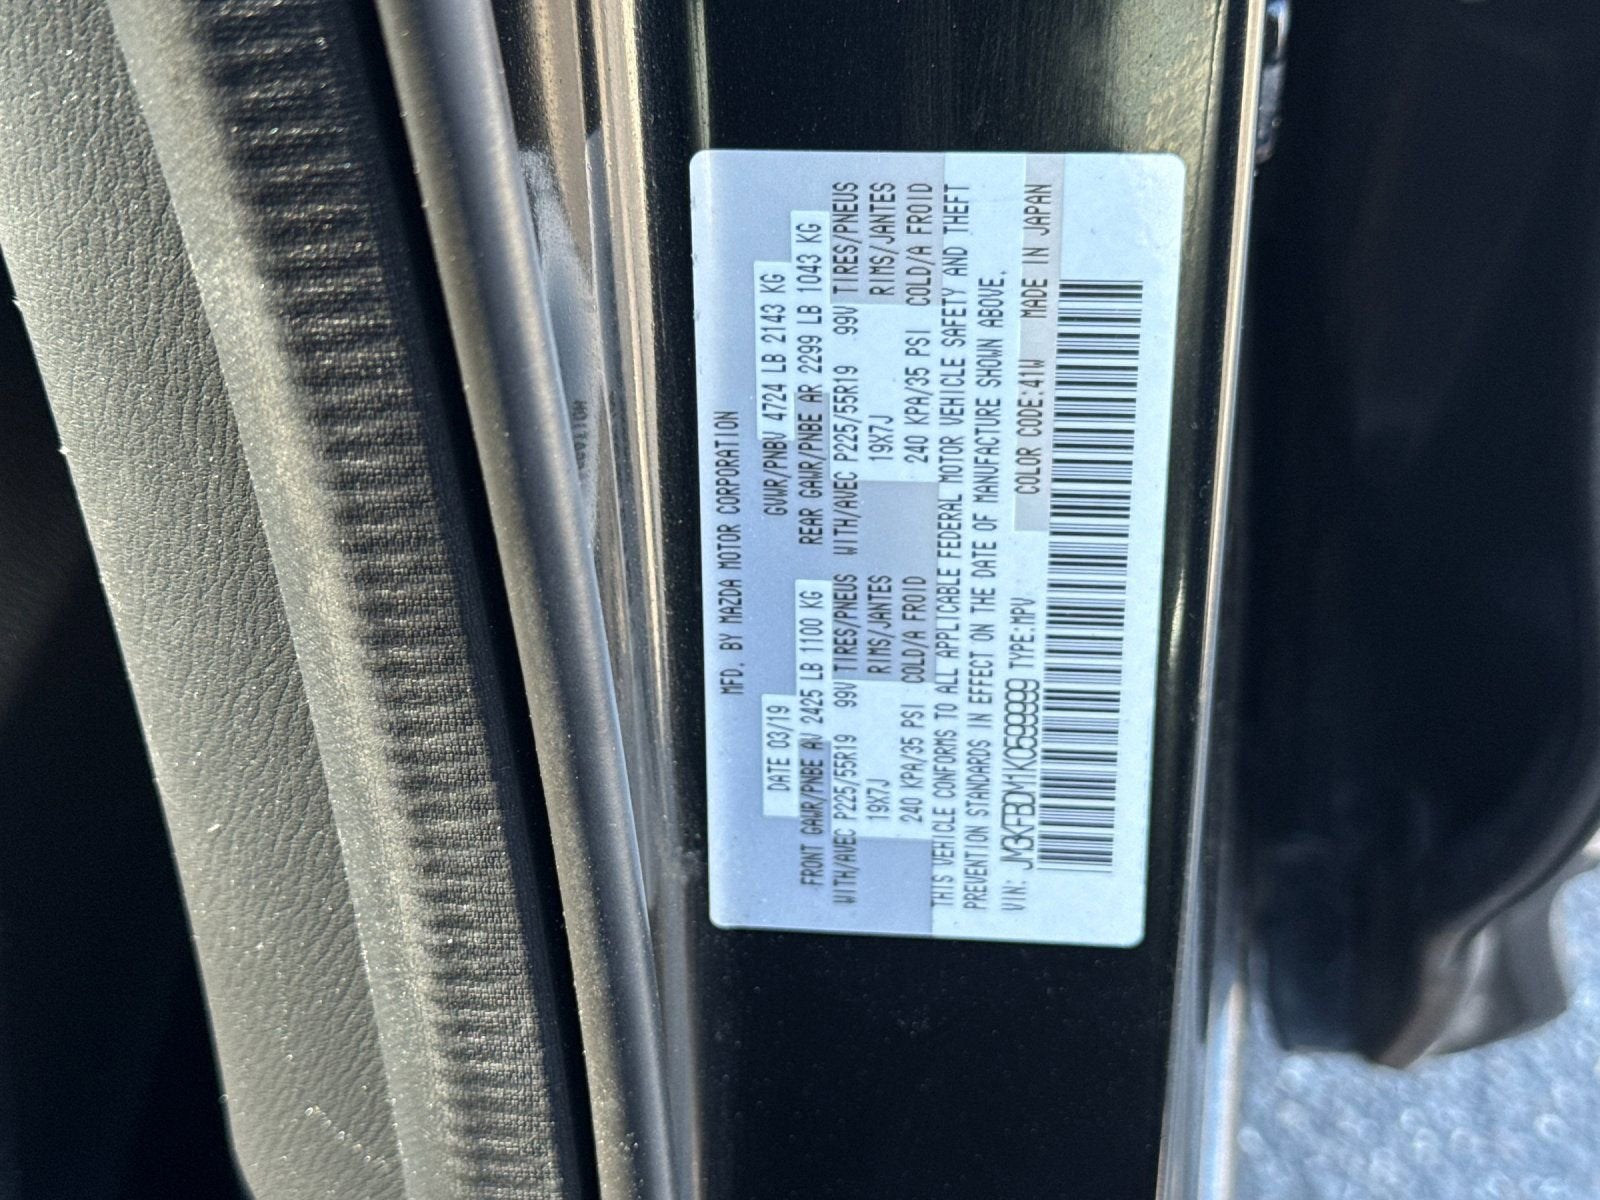 MFD. BY MAZDA MOTOR CORPORATION
DATE 03/19 GVWR/PNBV 4724 LB 2143 KG
FRONT GAWR/PNBE AV 2425 LB 1100 KG REAR GAWR/PNBE AR 2299 LB 1043 KG
WITH/AVEC P225/55R19 99V TIRES/PNEUS WITH/AVEC P225/55R19 99V TIRES/PNEUS
19X7J RIMS/JANTES 19X7J RIMS/JANTES
240 KPA/35 PSI COLD/A FROID 240 KPA/35 PSI COLD/A FROID
THIS VEHICLE CONFORMS TO ALL APPLICABLE FEDERAL MOTOR VEHICLE SAFETY AND THEFT
PREVENTION STANDARDS IN EFFECT ON THE DATE OF MANUFACTURE SHOWN ABOVE.
VIN: JM3KFBDM1K0599999 TYPE:MPV COLOR CODE:41W MADE IN JAPAN